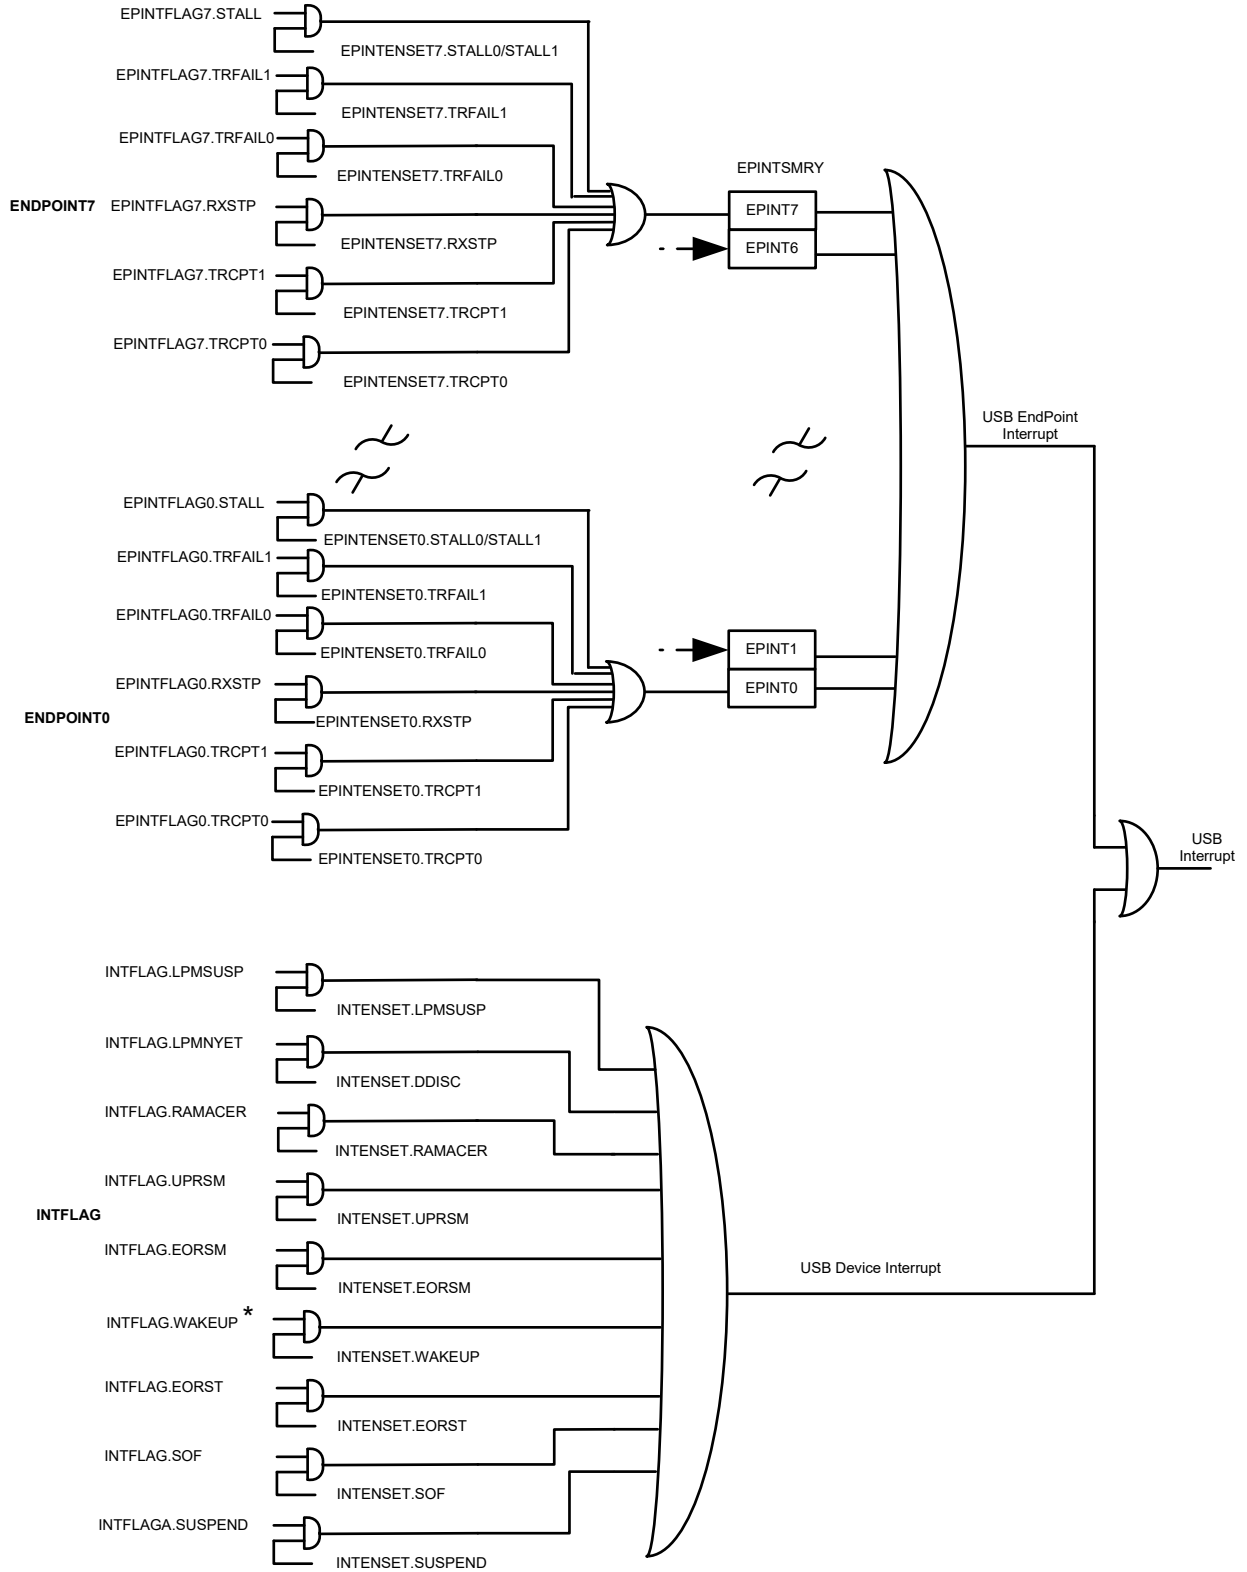 EPINTFLAG7.STALL
EPINTENSET7.STALL0/STALL1
EPINTFLAG7.TRFAIL1
EPINTENSET7.TRFAIL1
EPINTFLAG7.TRFAIL0
EPINTENSET7.TRFAIL0
EPINTSMRY
ENDPOINT7
EPINTFLAG7.RXSTP
EPINT7
EPINTENSET7.RXSTP
EPINT6
EPINTFLAG7.TRCPT1
EPINTENSET7.TRCPT1
EPINTFLAG7.TRCPT0
EPINTENSET7.TRCPT0
USB EndPoint
Interrupt
EPINTFLAG0.STALL
EPINTENSET0.STALL0/STALL1
EPINTFLAG0.TRFAIL1
EPINTENSET0.TRFAIL1
EPINTFLAG0.TRFAIL0
EPINTENSET0.TRFAIL0
EPINT1
EPINTFLAG0.RXSTP
EPINT0
ENDPOINT0
EPINTENSET0.RXSTP
EPINTFLAG0.TRCPT1
EPINTENSET0.TRCPT1
EPINTFLAG0.TRCPT0
EPINTENSET0.TRCPT0
USB
Interrupt
INTFLAG.LPMSUSP
INTENSET.LPMSUSP
INTFLAG.LPMNYET
INTENSET.DDISC
INTFLAG.RAMACER
INTENSET.RAMACER
INTFLAG.UPRSM
INTFLAG
INTENSET.UPRSM
INTFLAG.EORSM
INTENSET.EORSM
USB Device Interrupt
INTFLAG.WAKEUP *
INTENSET.WAKEUP
INTFLAG.EORST
INTENSET.EORST
INTFLAG.SOF
INTENSET.SOF
INTFLAGA.SUSPEND
INTENSET.SUSPEND